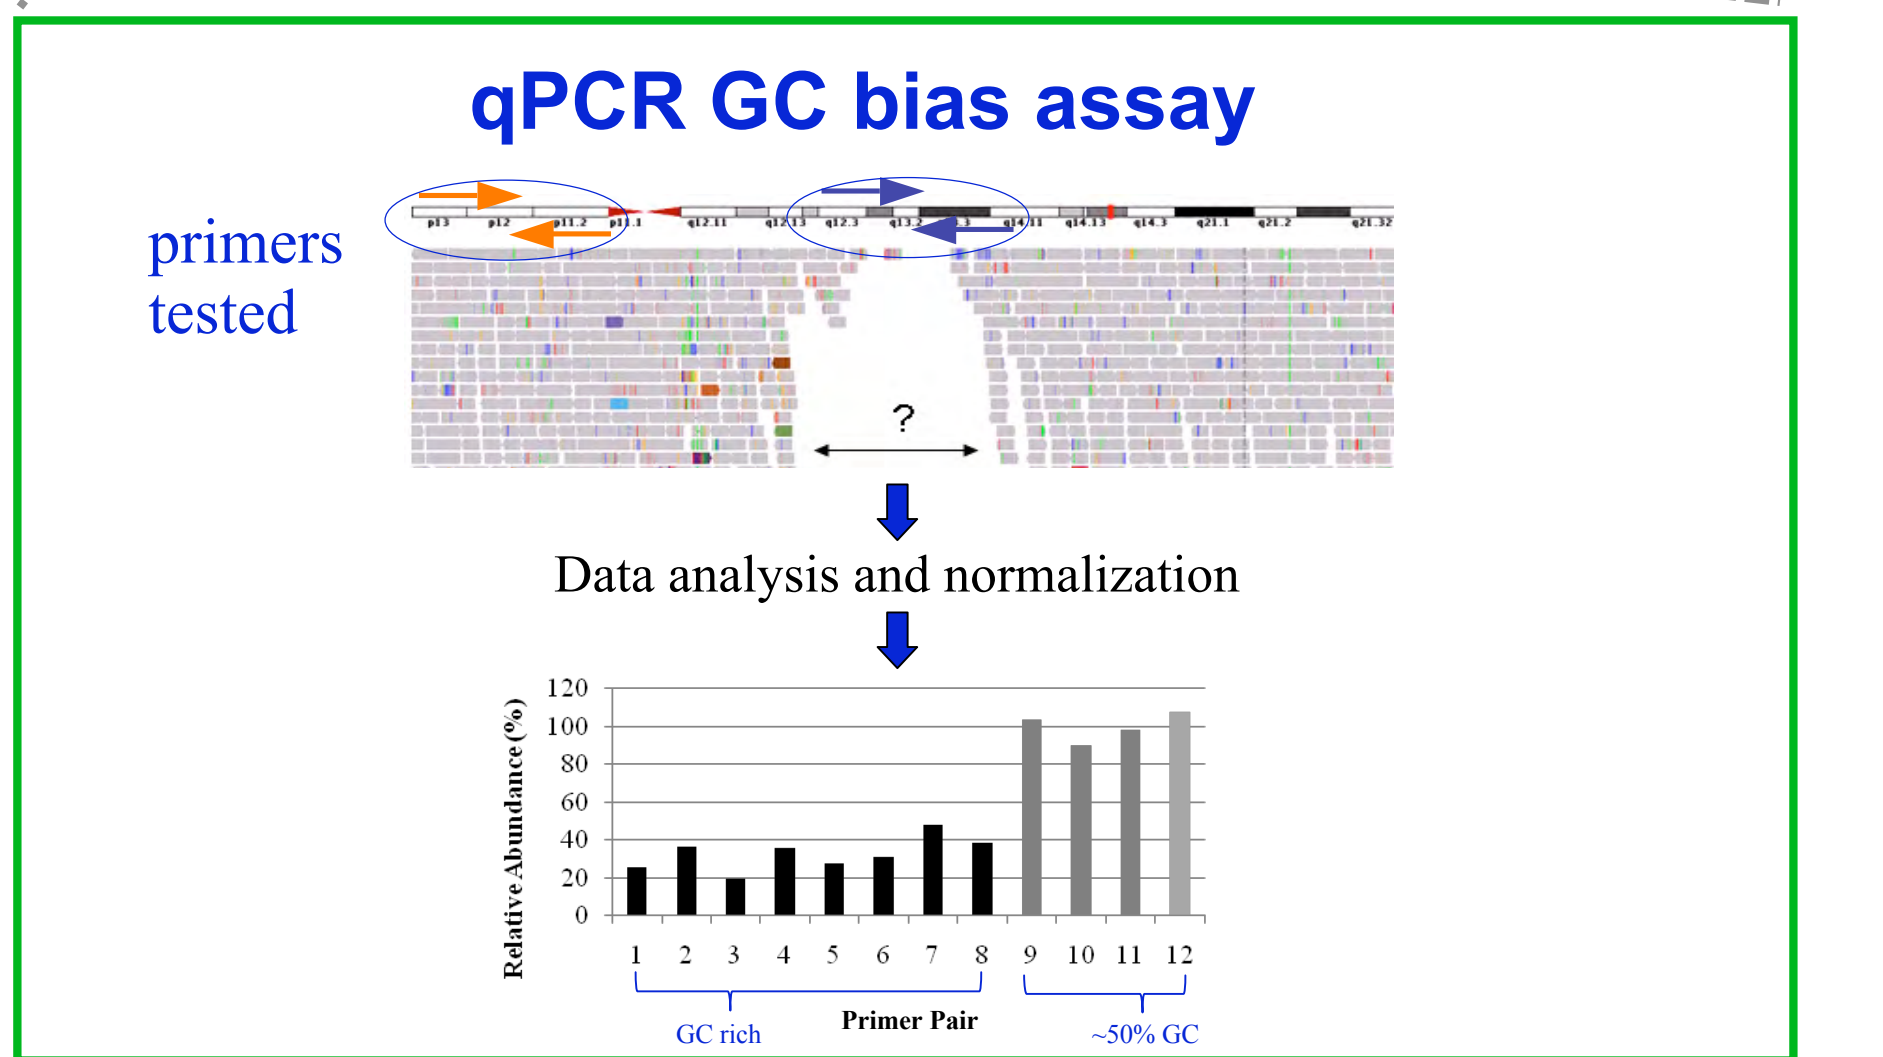 qPCR GC bias assay
primers
tested
p13 p12 p11.2 p11.1 q12.11 q12.13 q12.3 q13.2 q14.11 q14.13 q14.3 q21.1 q21.2 q21.32
?
Data analysis and normalization
Relative Abundance (%)
120
100
80
60
40
20
0
1 2 3 4 5 6 7 8 9 10 11 12
Primer Pair
GC rich ~50% GC